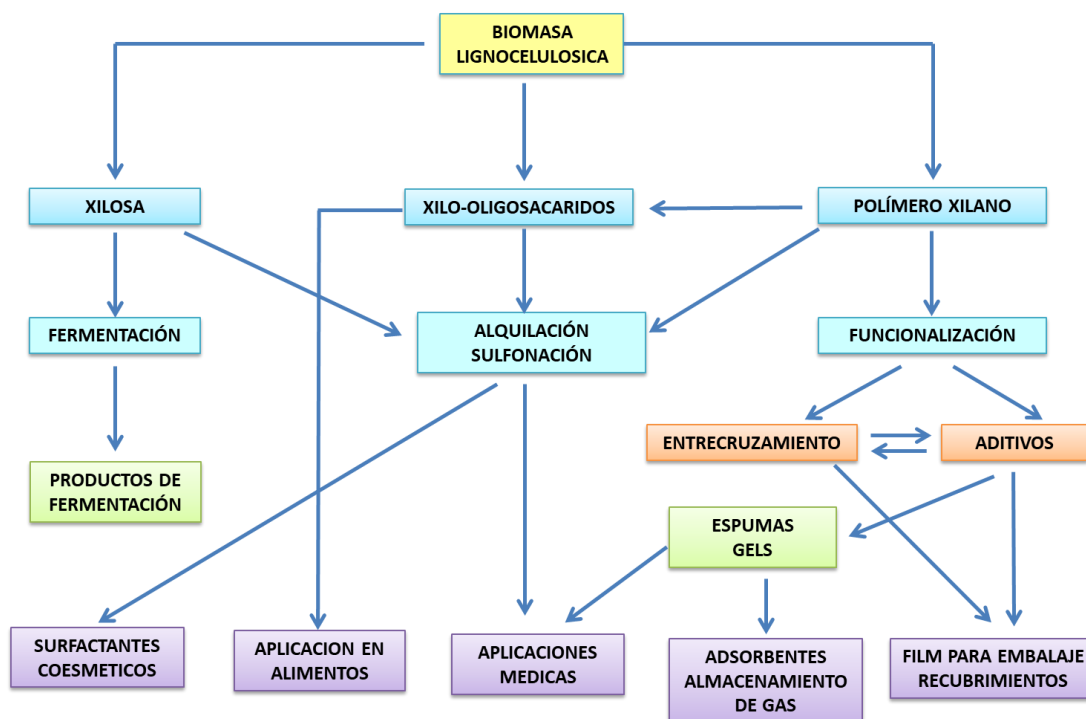 BIOMASA
LIGNOCELULOSICA
XILOSA
XILO-OLIGOSACARIDOS
POLÍMERO XILANO
FERMENTACIÓN
ALQUILACIÓN
SULFONACIÓN
FUNCIONALIZACIÓN
ENTRECRUZAMIENTO
ADITIVOS
PRODUCTOS DE
FERMENTACIÓN
ESPUMAS
GELS
SURFACTANTES
COESMETICOS
APLICACION EN
ALIMENTOS
APLICACIONES
MEDICAS
ADSORBENTES
ALMACENAMIENTO
DE GAS
FILM PARA EMBALAJE
RECUBRIMIENTOS